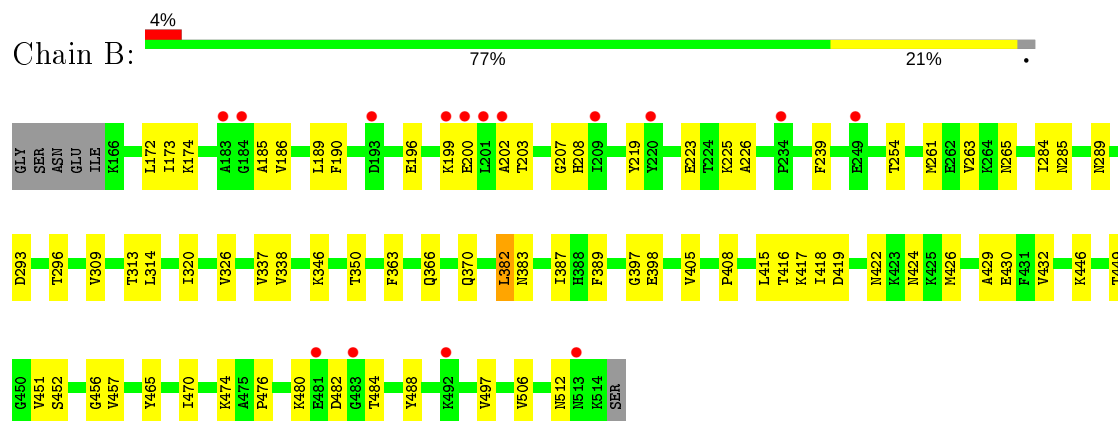 4%
Chain B:
77% 21% •
GLY SER ASN GLU ILE K166 L172 I173 K174 A183 G184 A185 V186 L189 F190 D193 E196 K199 E200 L201 A202 T203 G207 H208 I209 Y219 Y220 E223 T224 K225 A226 P234 F239 E249 T254 M261 E262 V263 K264 N265 I284 N285 N289
D293 T296 V309 T313 L314 I320 V326 V337 V338 K346 T350 F363 Q366 Q370 L382 N383 I387 H388 F389 G397 E398 V405 P408 L415 T416 K417 I418 D419 N422 K423 N424 K425 M426 A429 E430 F431 V432 K446 T449
G450 V451 S452 G456 V457 Y465 I470 K474 A475 P476 K480 E481 D482 G483 T484 Y488 K492 V497 V506 N512 N513 K514 SER